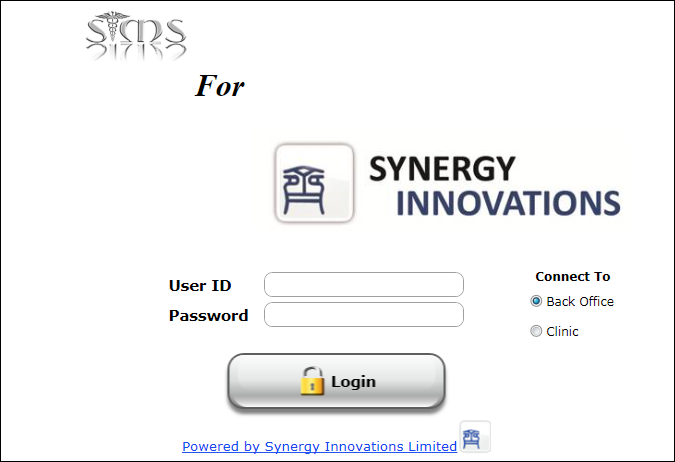 SIMS
For
SYNERGY
INNOVATIONS
User ID
Password
Connect To
Back Office
Clinic
Login
Powered by Synergy Innovations Limited